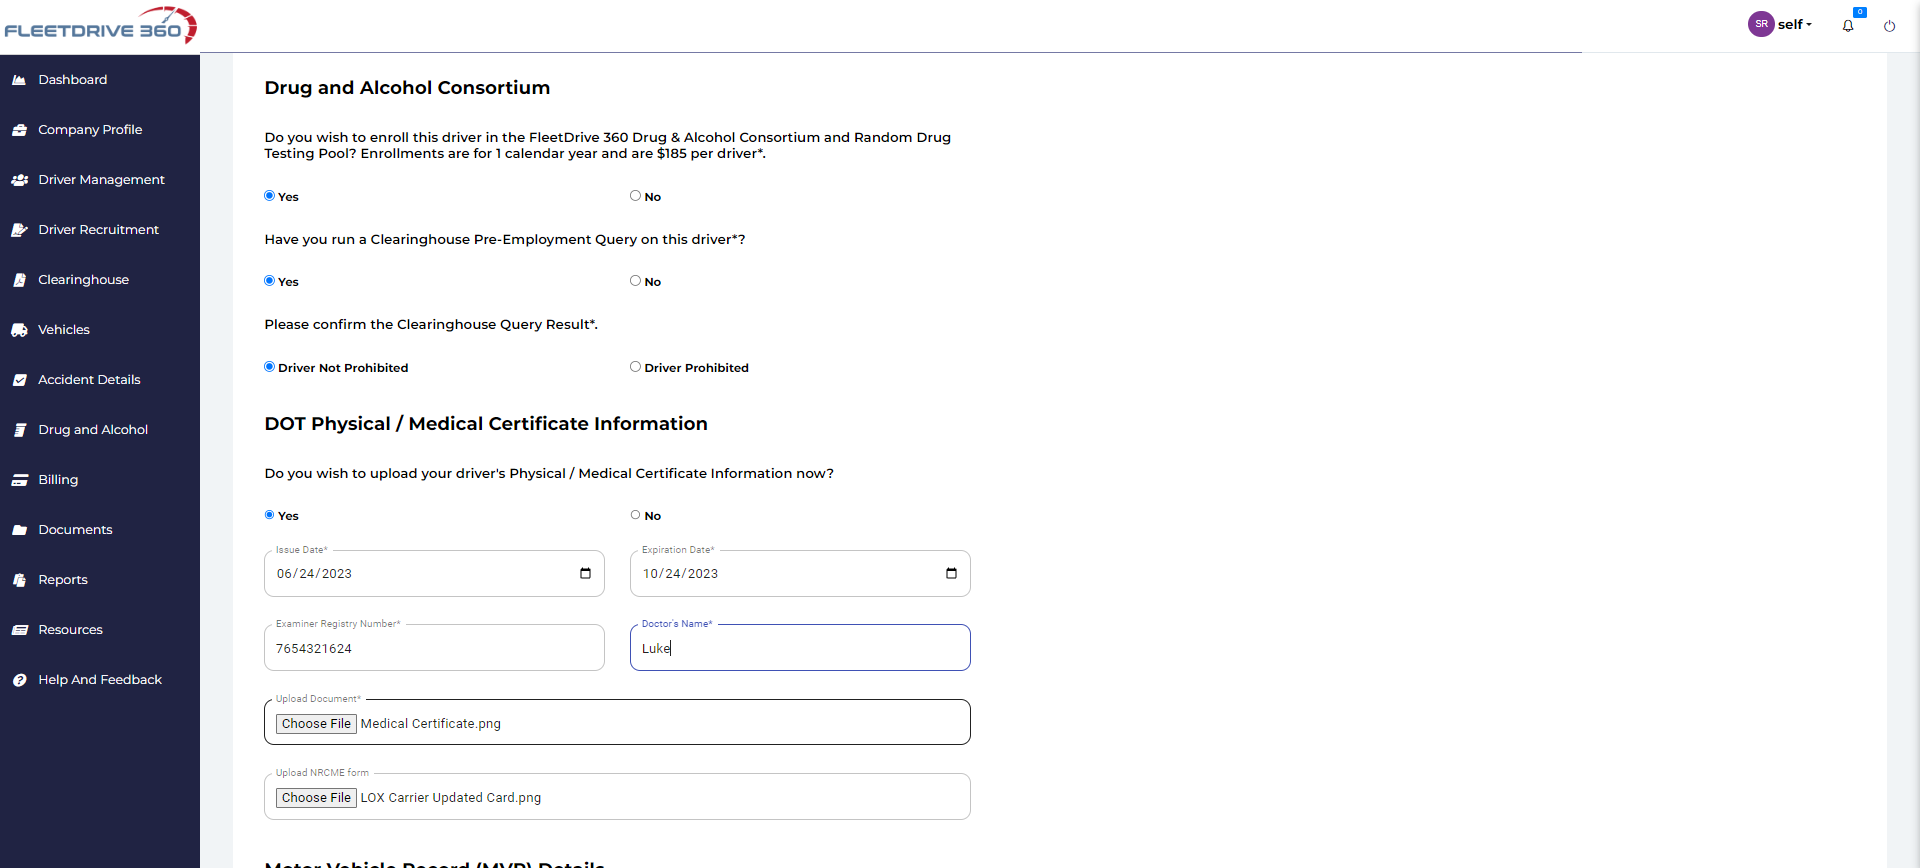 FLEETDRIVE 360
SR self
0
Dashboard
Company Profile
Driver Management
Driver Recruitment
Clearinghouse
Vehicles
Accident Details
Drug and Alcohol
Billing
Documents
Reports
Resources
Help And Feedback
Drug and Alcohol Consortium
Do you wish to enroll this driver in the FleetDrive 360 Drug & Alcohol Consortium and Random Drug
Testing Pool? Enrollments are for 1 calendar year and are $185 per driver*.
Yes No
Have you run a Clearinghouse Pre-Employment Query on this driver*?
Yes No
Please confirm the Clearinghouse Query Result*.
Driver Not Prohibited Driver Prohibited
DOT Physical / Medical Certificate Information
Do you wish to upload your driver's Physical / Medical Certificate Information now?
Yes No
Issue Date* Expiration Date*
06/24/2023 10/24/2023
Examiner Registry Number* Doctor's Name*
7654321624 Luke
Upload Document*
Choose File Medical Certificate.png
Upload NRCME form
Choose File LOX Carrier Updated Card.png
Motor Vehicle Record (MVR) Details